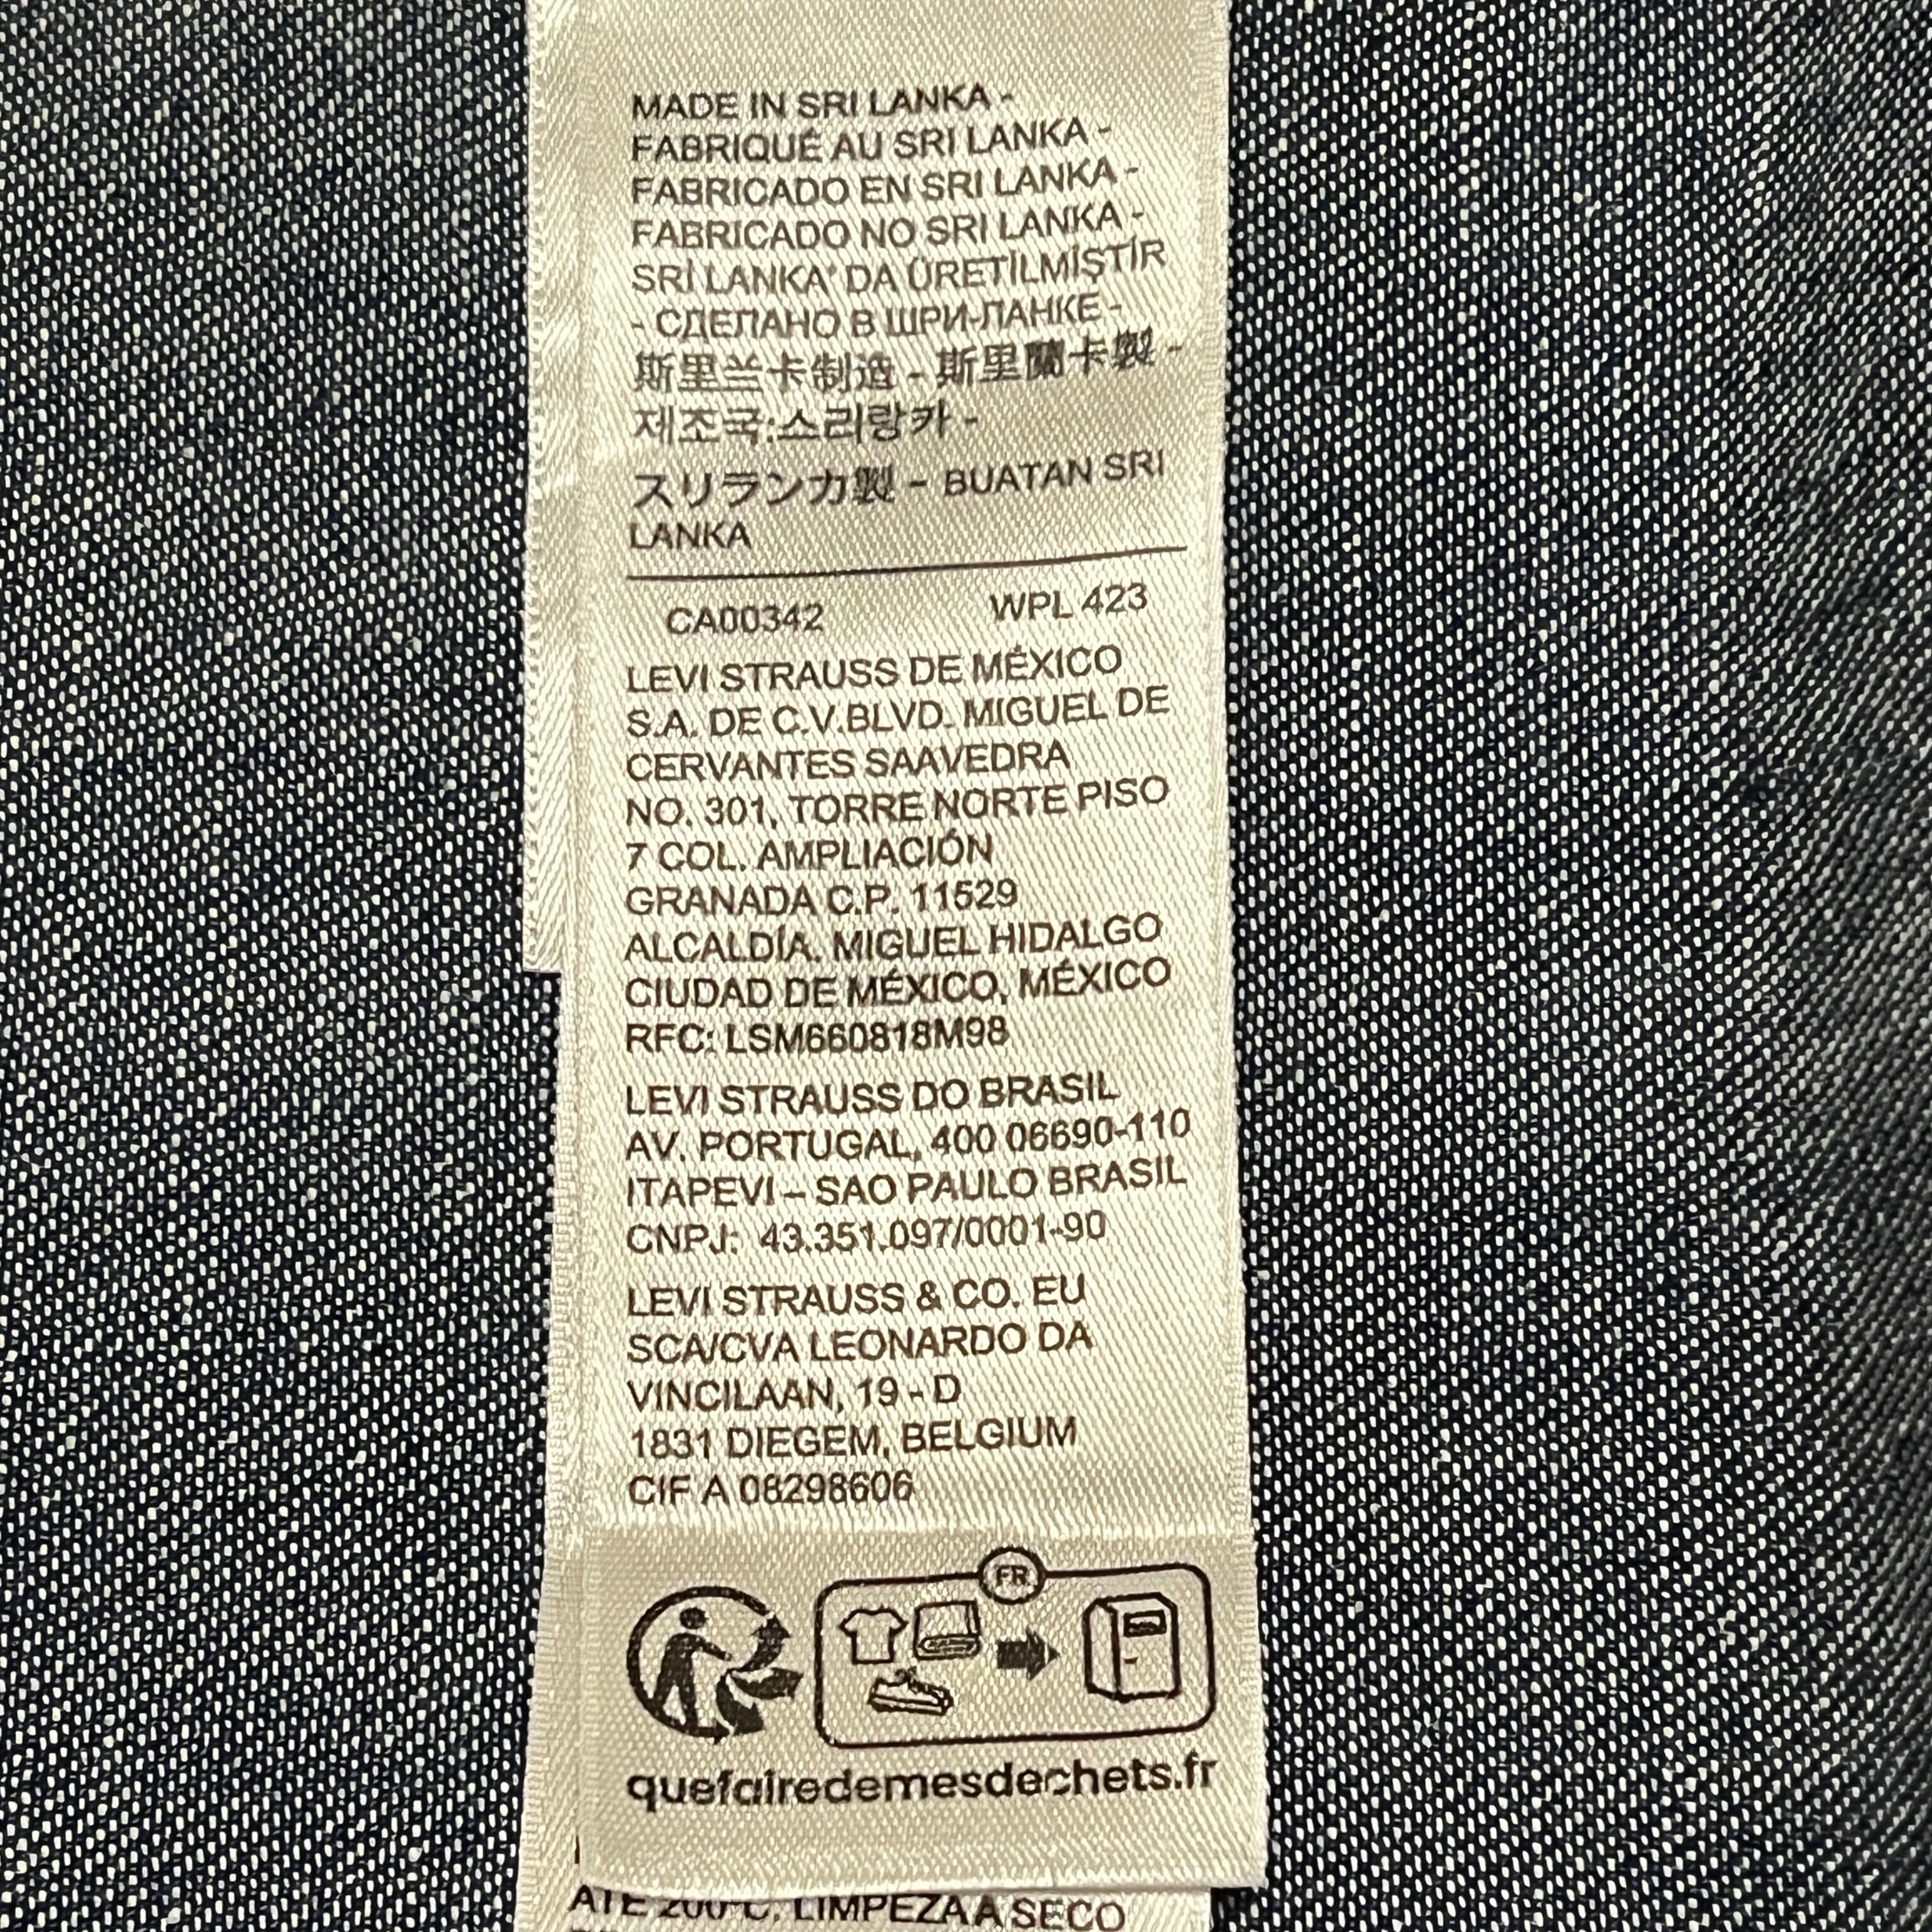 MADE IN SRI LANKA -
FABRIQUÉ AU SRI LANKA -
FABRICADO EN SRI LANKA -
FABRICADO NO SRI LANKA -
SRİ LANKA' DA ÜRETİLMİŞTİR
- СДЕЛАНО В ШРИ-ЛАНКЕ -
斯里兰卡制造 - 斯里蘭卡製 -
제조국:스리랑카 -
スリランカ製 - BUATAN SRI
LANKA
CA00342 WPL 423
LEVI STRAUSS DE MÉXICO
S.A. DE C.V.BLVD. MIGUEL DE
CERVANTES SAAVEDRA
NO. 301, TORRE NORTE PISO
7 COL. AMPLIACIÓN
GRANADA C.P. 11529
ALCALDÍA. MIGUEL HIDALGO
CIUDAD DE MÉXICO, MÉXICO
RFC: LSM660818M98
LEVI STRAUSS DO BRASIL
AV. PORTUGAL, 400 06690-110
ITAPEVI – SAO PAULO BRASIL
CNPJ: 43.351.097/0001-90
LEVI STRAUSS & CO. EU
SCA/CVA LEONARDO DA
VINCILAAN, 19 - D
1831 DIEGEM, BELGIUM
CIF A 08298606
FR
quefairedemesdechets.fr
ATE 200°C. LIMPEZA A SECO